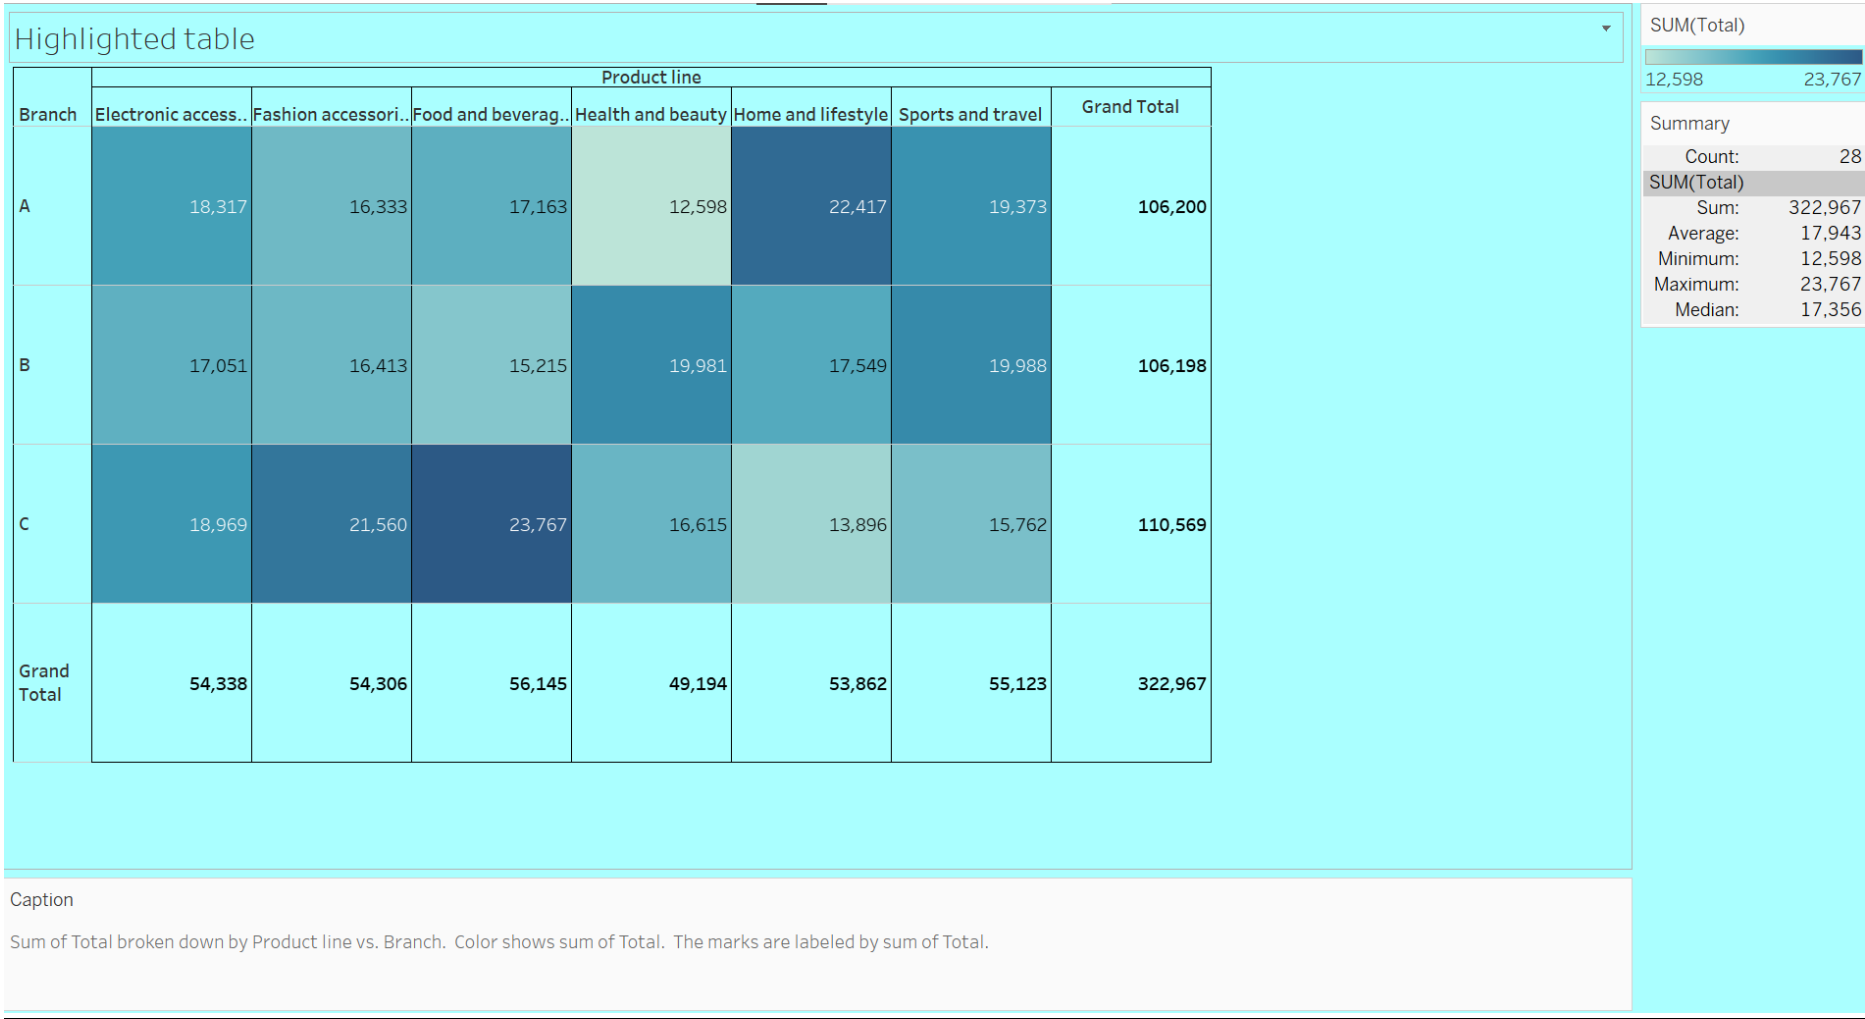 Highlighted table
Product line
Branch Electronic access.. Fashion accessori.. Food and beverag.. Health and beauty Home and lifestyle Sports and travel Grand Total
A 18,317 16,333 17,163 12,598 22,417 19,373 106,200
B 17,051 16,413 15,215 19,981 17,549 19,988 106,198
C 18,969 21,560 23,767 16,615 13,896 15,762 110,569
Grand
Total 54,338 54,306 56,145 49,194 53,862 55,123 322,967
SUM(Total)
12,598 23,767
Summary
Count: 28
SUM(Total)
Sum: 322,967
Average: 17,943
Minimum: 12,598
Maximum: 23,767
Median: 17,356
Caption
Sum of Total broken down by Product line vs. Branch. Color shows sum of Total. The marks are labeled by sum of Total.